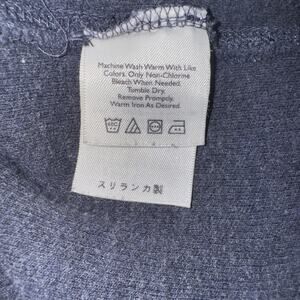 Machine Wash Warm With Like
Colors. Only Non-Chlorine
Bleach When Needed.
Tumble Dry.
Remove Promptly.
Warm Iron As Desired.
スリランカ製